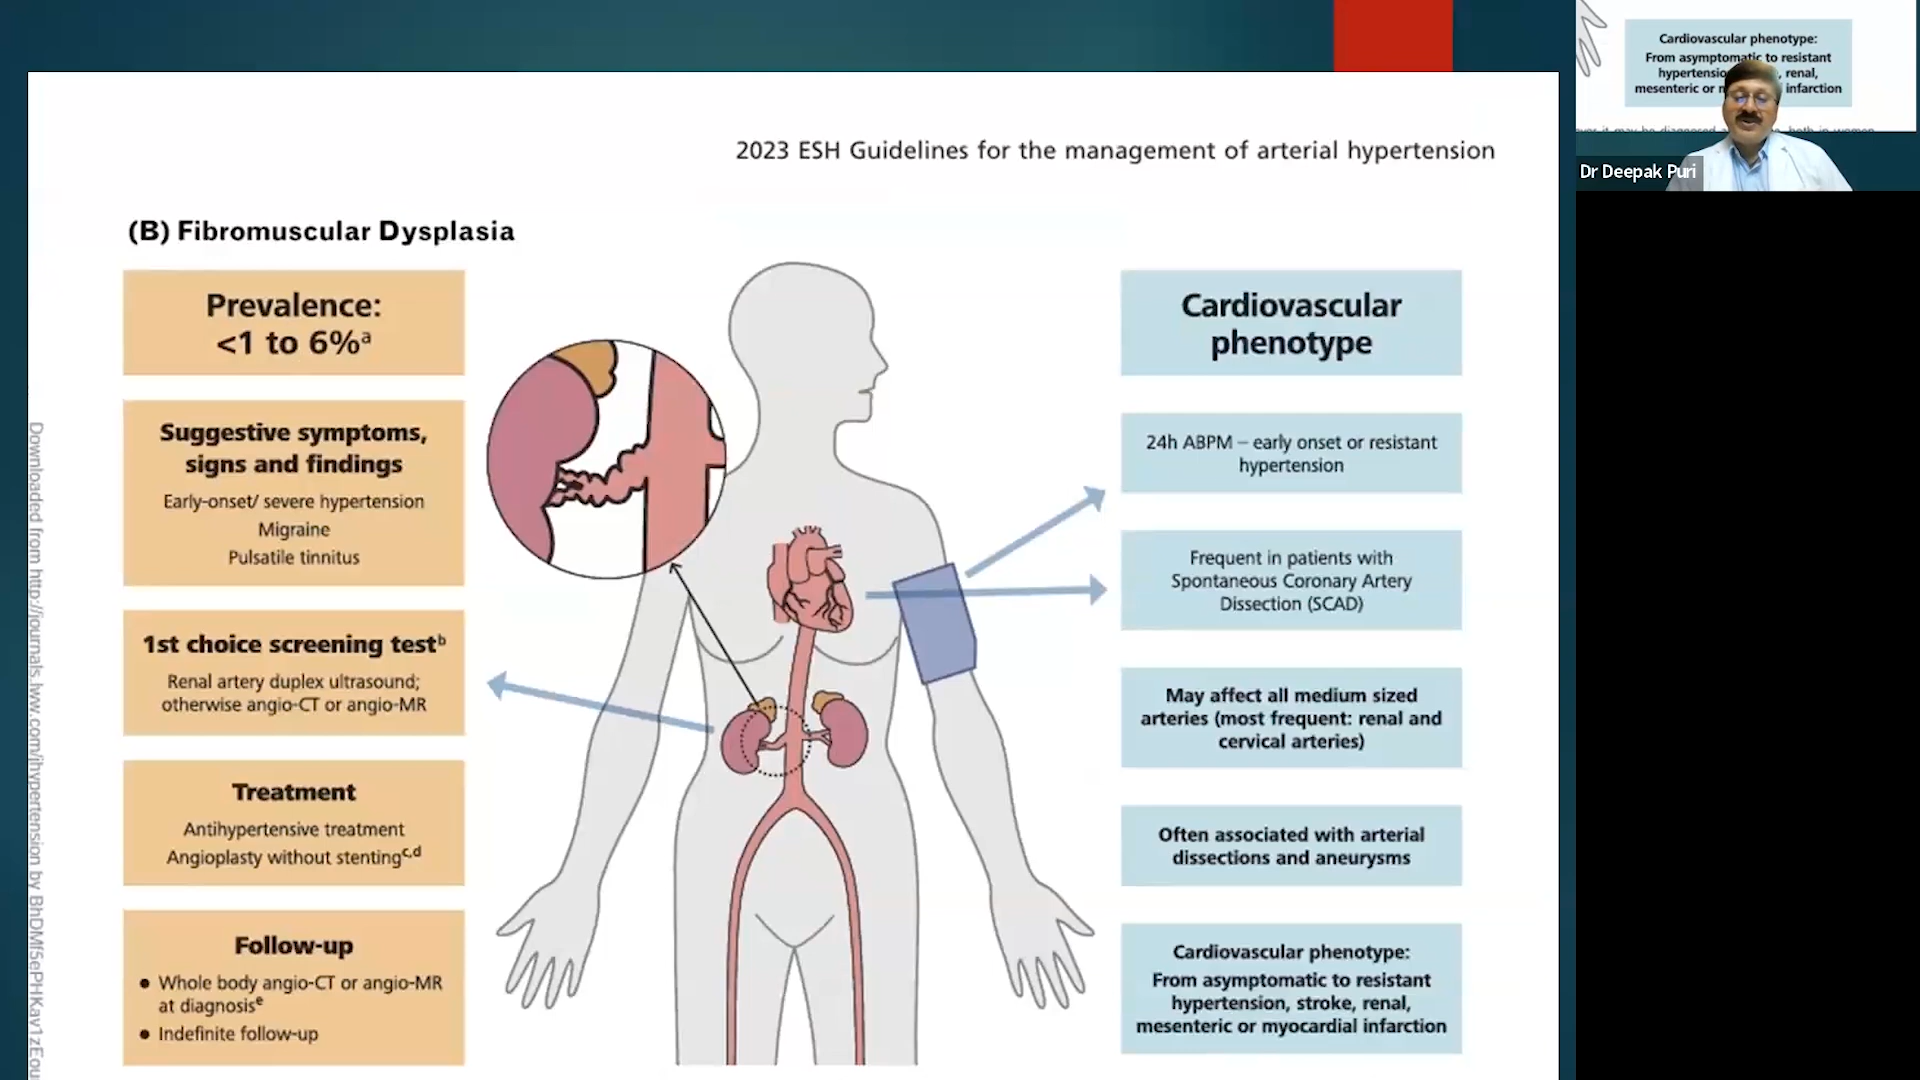 2023 ESH Guidelines for the management of arterial hypertension
(B) Fibromuscular Dysplasia
Prevalence:
<1 to 6%a
Suggestive symptoms,
signs and findings
Early-onset/ severe hypertension
Migraine
Pulsatile tinnitus
1st choice screening testb
Renal artery duplex ultrasound;
otherwise angio-CT or angio-MR
Treatment
Antihypertensive treatment
Angioplasty without stentingc,d
Follow-up
● Whole body angio-CT or angio-MR
at diagnosise
● Indefinite follow-up
Cardiovascular
phenotype
24h ABPM – early onset or resistant
hypertension
Frequent in patients with
Spontaneous Coronary Artery
Dissection (SCAD)
May affect all medium sized
arteries (most frequent: renal and
cervical arteries)
Often associated with arterial
dissections and aneurysms
Cardiovascular phenotype:
From asymptomatic to resistant
hypertension, stroke, renal,
mesenteric or myocardial infarction
Downloaded from http://journals.lww.com/jhypertension by
Cardiovascular phenotype:
From asymptomatic to resistant
renal,
mesenteric or infarction
Dr Deepak Puri